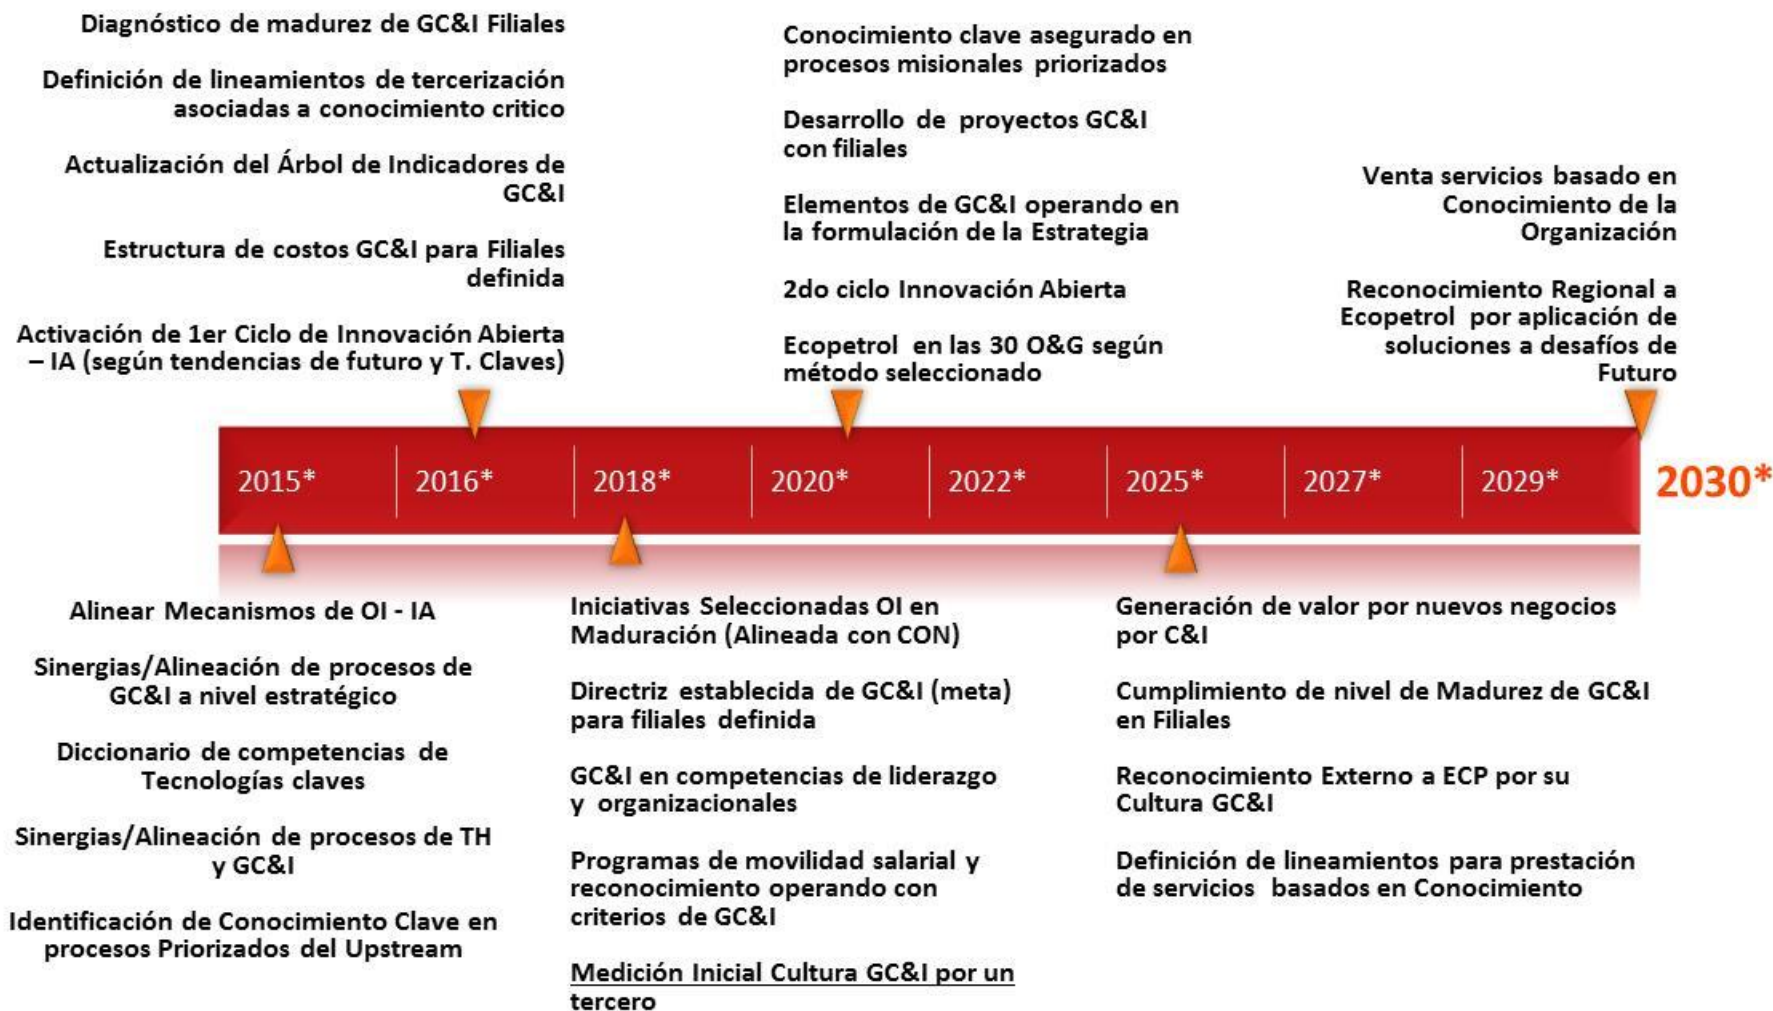 Diagnóstico de madurez de GC&I Filiales
Definición de lineamientos de tercerización
asociadas a conocimiento critico
Actualización del Árbol de Indicadores de
GC&I
Estructura de costos GC&I para Filiales
definida
Activación de 1er Ciclo de Innovación Abierta
– IA (según tendencias de futuro y T. Claves)
Conocimiento clave asegurado en
procesos misionales priorizados
Desarrollo de proyectos GC&I
con filiales
Elementos de GC&I operando en
la formulación de la Estrategia
2do ciclo Innovación Abierta
Ecopetrol en las 30 O&G según
método seleccionado
Venta servicios basado en
Conocimiento de la
Organización
Reconocimiento Regional a
Ecopetrol por aplicación de
soluciones a desafíos de
Futuro
2015* 2016* 2018* 2020* 2022* 2025* 2027* 2029* 2030*
Alinear Mecanismos de OI - IA
Sinergias/Alineación de procesos de
GC&I a nivel estratégico
Diccionario de competencias de
Tecnologías claves
Sinergias/Alineación de procesos de TH
y GC&I
Identificación de Conocimiento Clave en
procesos Priorizados del Upstream
Iniciativas Seleccionadas OI en
Maduración (Alineada con CON)
Directriz establecida de GC&I (meta)
para filiales definida
GC&I en competencias de liderazgo
y organizacionales
Programas de movilidad salarial y
reconocimiento operando con
criterios de GC&I
Medición Inicial Cultura GC&I por un
tercero
Generación de valor por nuevos negocios
por C&I
Cumplimiento de nivel de Madurez de GC&I
en Filiales
Reconocimiento Externo a ECP por su
Cultura GC&I
Definición de lineamientos para prestación
de servicios basados en Conocimiento